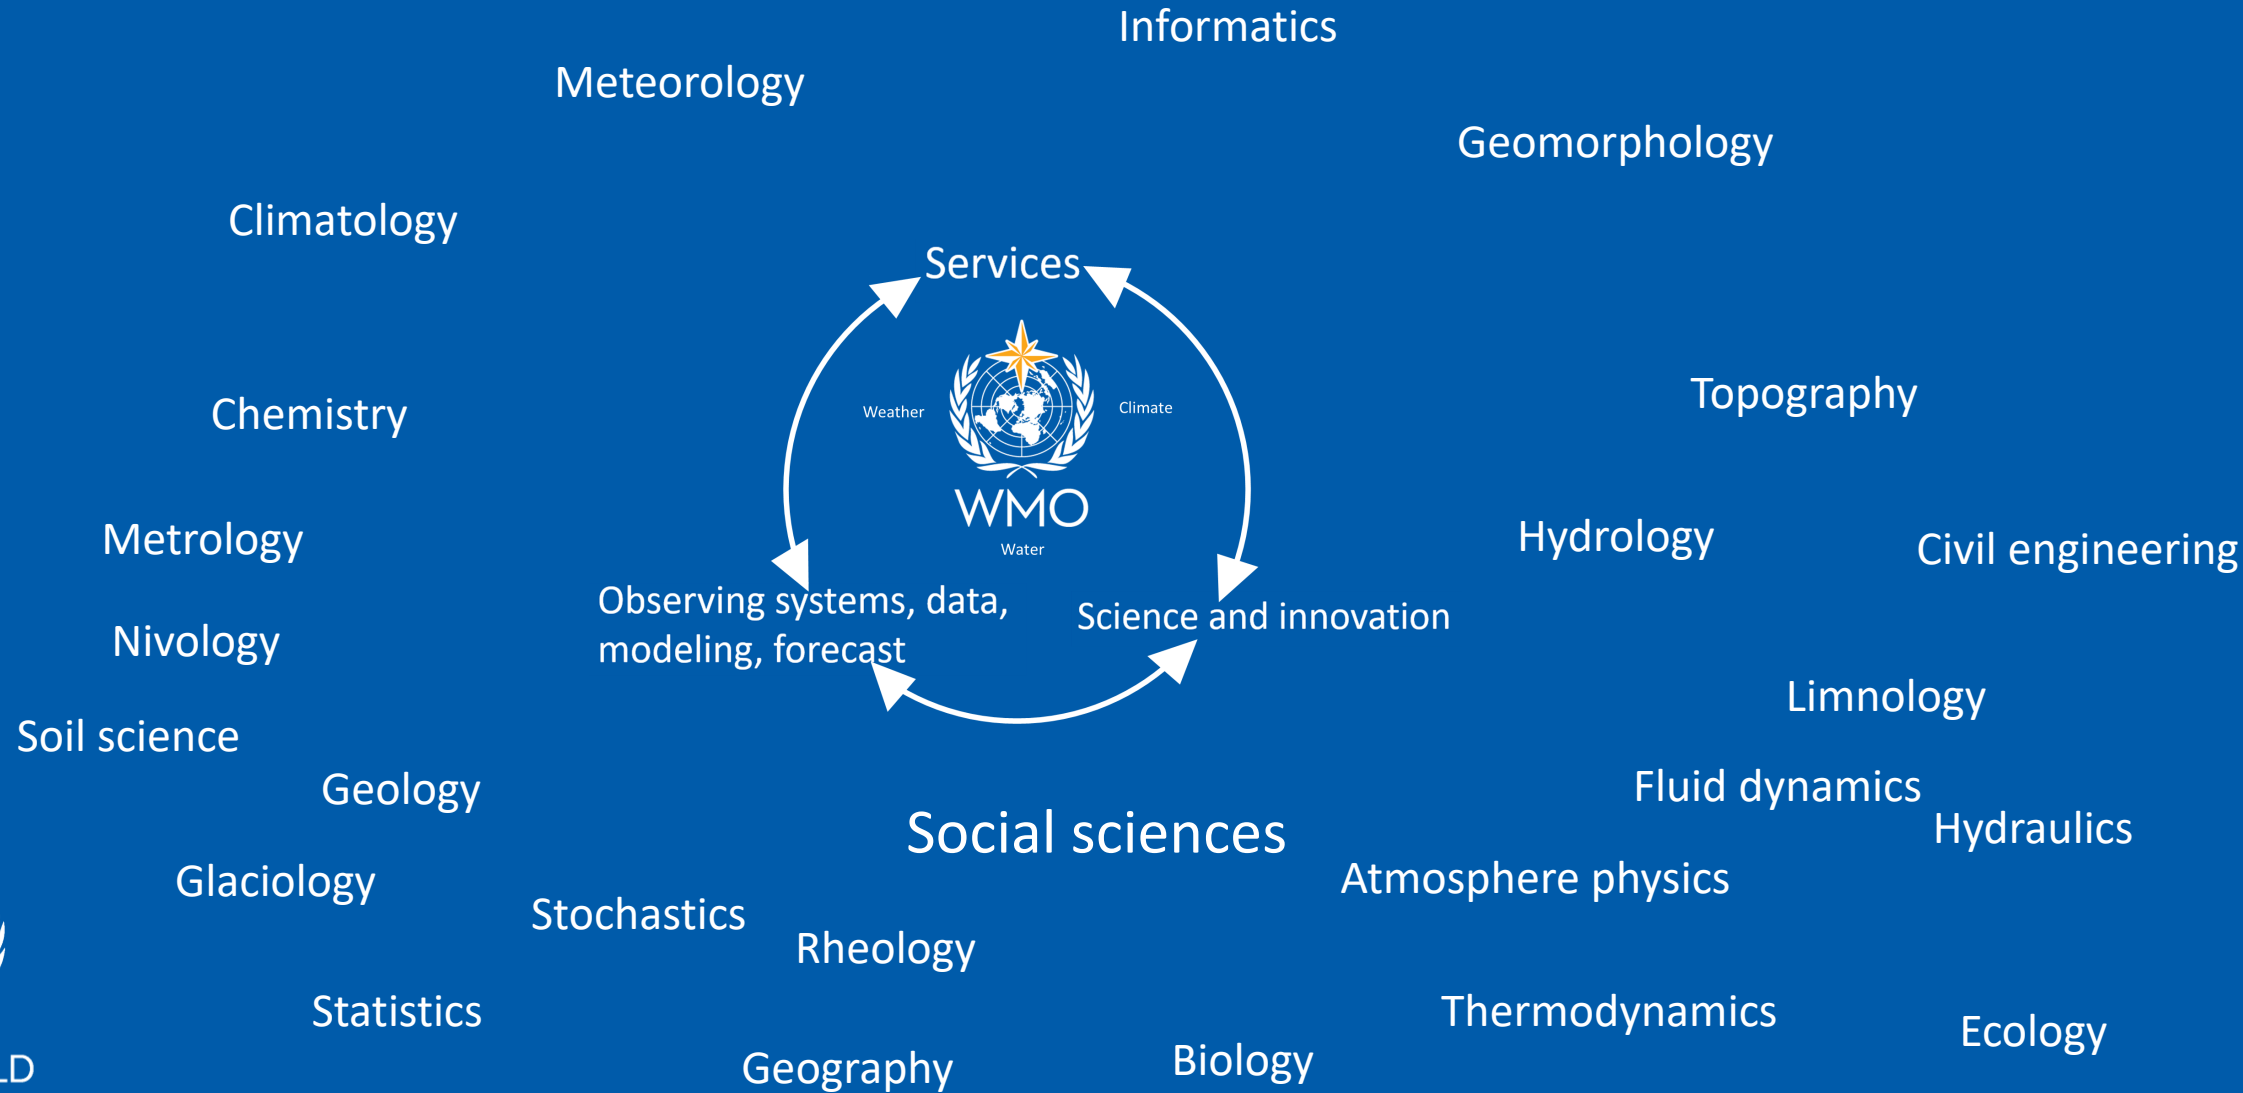 Informatics
Meteorology
Geomorphology
Climatology
Services
Topography
Chemistry
Weather
Climate
WMO
Metrology
Hydrology
Civil engineering
Water
Observing systems, data,
modeling, forecast
Science and innovation
Nivology
Limnology
Soil science
Geology
Fluid dynamics
Social sciences
Hydraulics
Glaciology
Atmosphere physics
Stochastics
Rheology
Statistics
Thermodynamics
Ecology
Geography
Biology
LD